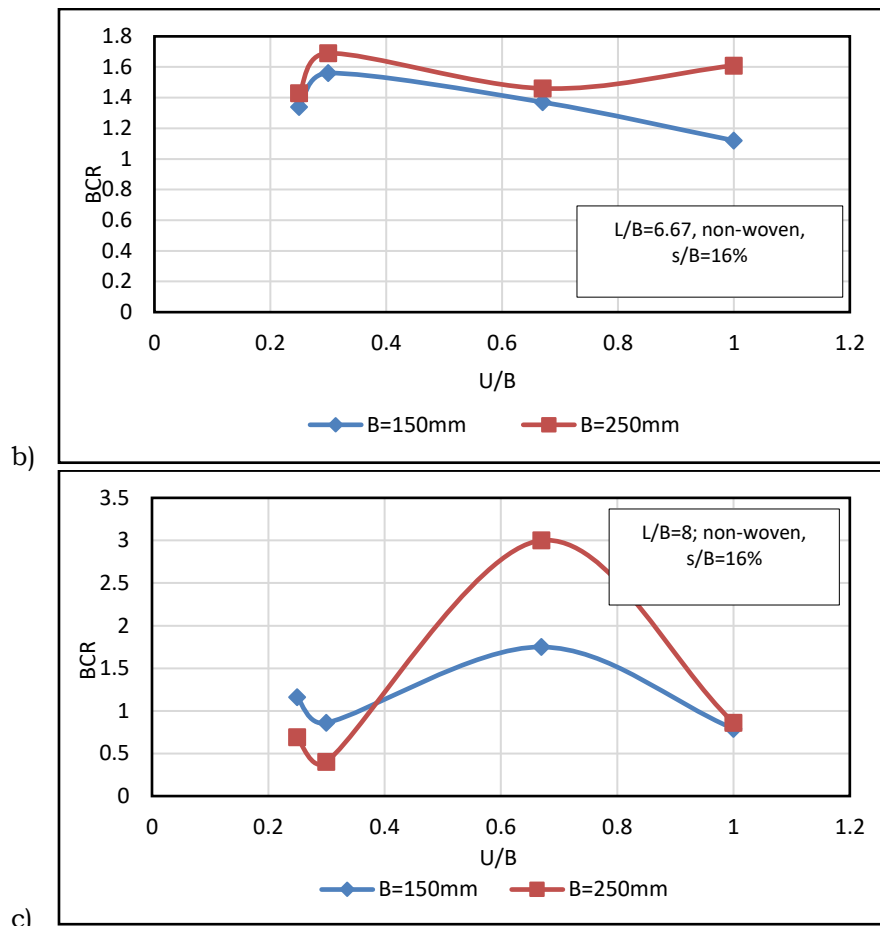 1.8
1.6
1.4
1.2
1
0.8
0.6
0.4
0.2
0
BCR
L/B=6.67, non-woven,
s/B=16%
0 0.2 0.4 0.6 0.8 1 1.2
U/B
B=150mm B=250mm
b)
3.5
3
2.5
2
1.5
1
0.5
0
BCR
L/B=8; non-woven,
s/B=16%
0 0.2 0.4 0.6 0.8 1 1.2
U/B
B=150mm B=250mm
c)